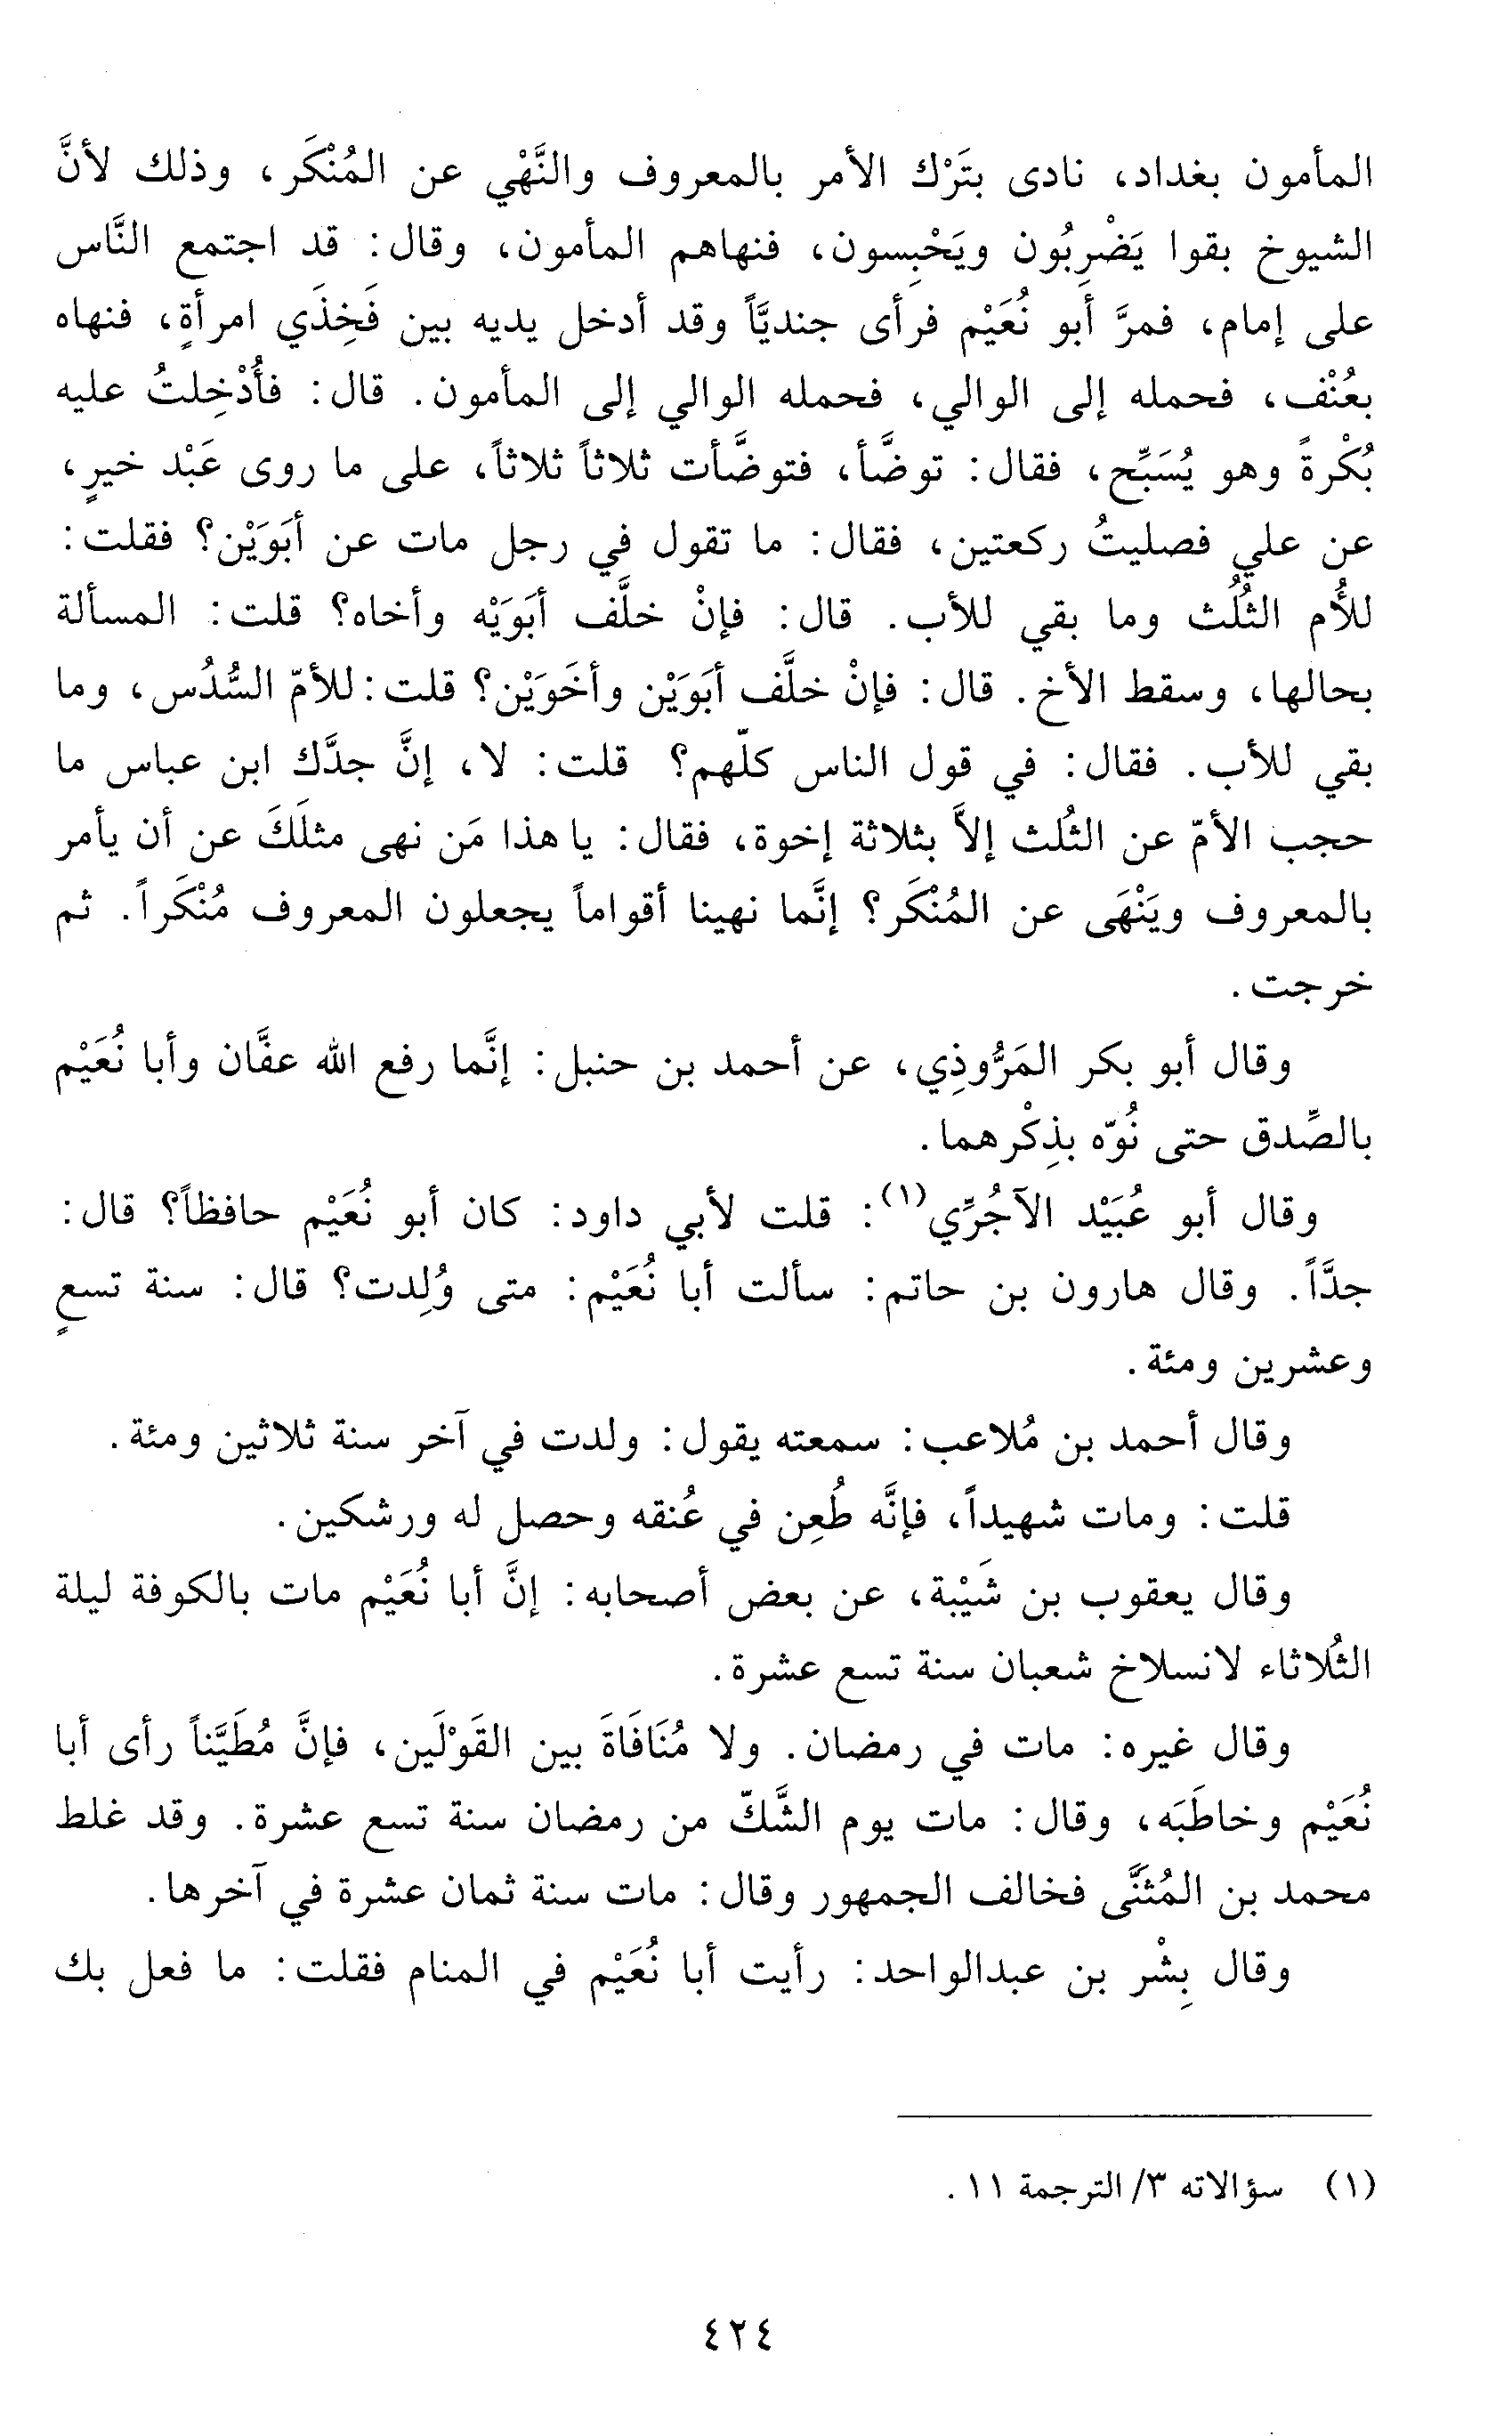 المأمون بغداد، نادى بتَرْك الأمر بالمعروف والنَّهْي عن المُنْكَر، وذلك لأنَّ
الشيوخ بقوا يَضْرِبُون ويَحْبِسون، فنهاهم المأمون، وقال: قد اجتمع النَّاس
على إمام، فمرَّ أبو نُعَيْم فرأى جنديَّاً وقد أدخل يديه بين فَخِذَي امرأةٍ، فنهاه
بعُنْف، فحمله إلى الوالي، فحمله الوالي إلى المأمون. قال: فأُدْخِلتُ عليه
بُكْرةً وهو يُسَبِّح، فقال: توضَّأ، فتوضَّأت ثلاثاً ثلاثاً، على ما روى عَبْد خيرٍ،
عن علي فصليتُ ركعتين، فقال: ما تقول في رجل مات عن أبَوَيْن؟ فقلت:
للأُم الثُلُث وما بقي للأب. قال: فإنْ خلَّف أبَوَيْه وأخاه؟ قلت: المسألة
بحالها، وسقط الأخ. قال: فإنْ خلَّف أبَوَيْن وأخَوَيْن؟ قلت: للأمّ السُّدُس، وما
بقي للأب. فقال: في قول الناس كلّهم؟ قلت: لا، إنَّ جدَّك ابن عباس ما
حجب الأمّ عن الثُلث إلاَّ بثلاثة إخوة، فقال: يا هذا مَن نهى مثلَكَ عن أن يأمر
بالمعروف ويَنْهَى عن المُنْكَر؟ إنَّما نهينا أقواماً يجعلون المعروف مُنْكَراً. ثم
خرجت.
وقال أبو بكر المَرُّوذِي، عن أحمد بن حنبل: إنَّما رفع الله عفَّان وأبا نُعَيْم
بالصِّدق حتى نُوّه بذِكْرهما.
وقال أبو عُبَيْد الآجُرِّي(١): قلت لأبي داود: كان أبو نُعَيْم حافظاً؟ قال:
جدَّاً. وقال هارون بن حاتم: سألت أبا نُعَيْم: متى وُلِدت؟ قال: سنة تسعٍ
وعشرين ومئة.
وقال أحمد بن مُلاعب: سمعته يقول: ولدت في آخر سنة ثلاثين ومئة.
قلت: ومات شهيداً، فإنَّه طُعِن في عُنقه وحصل له ورشكين.
وقال يعقوب بن شَيْبة، عن بعض أصحابه: إنَّ أبا نُعَيْم مات بالكوفة ليلة
الثُلاثاء لانسلاخ شعبان سنة تسع عشرة.
وقال غيره: مات في رمضان. ولا مُنَافَاةَ بين القَوْلَين، فإنَّ مُطَيَّناً رأى أبا
نُعَيْم وخاطَبَه، وقال: مات يوم الشَّكّ من رمضان سنة تسع عشرة. وقد غلط
محمد بن المُثنَّى فخالف الجمهور وقال: مات سنة ثمان عشرة في آخرها.
وقال بِشْر بن عبدالواحد: رأيت أبا نُعَيْم في المنام فقلت: ما فعل بك
(١) سؤالاته ٣/ الترجمة ١١.
٤٢٤